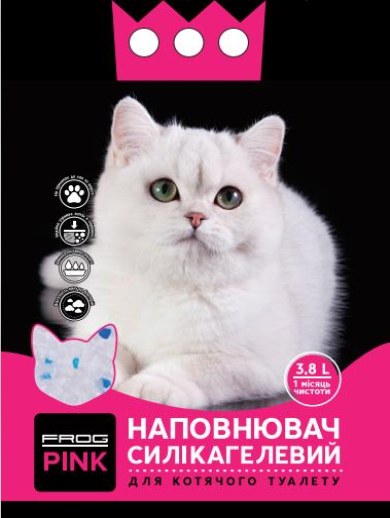 3,8 L
1 місяць
чистоти
FROG
PINK
НАПОВНЮВАЧ
СИЛІКАГЕЛЕВИЙ
ДЛЯ КОТЯЧОГО ТУАЛЕТУ